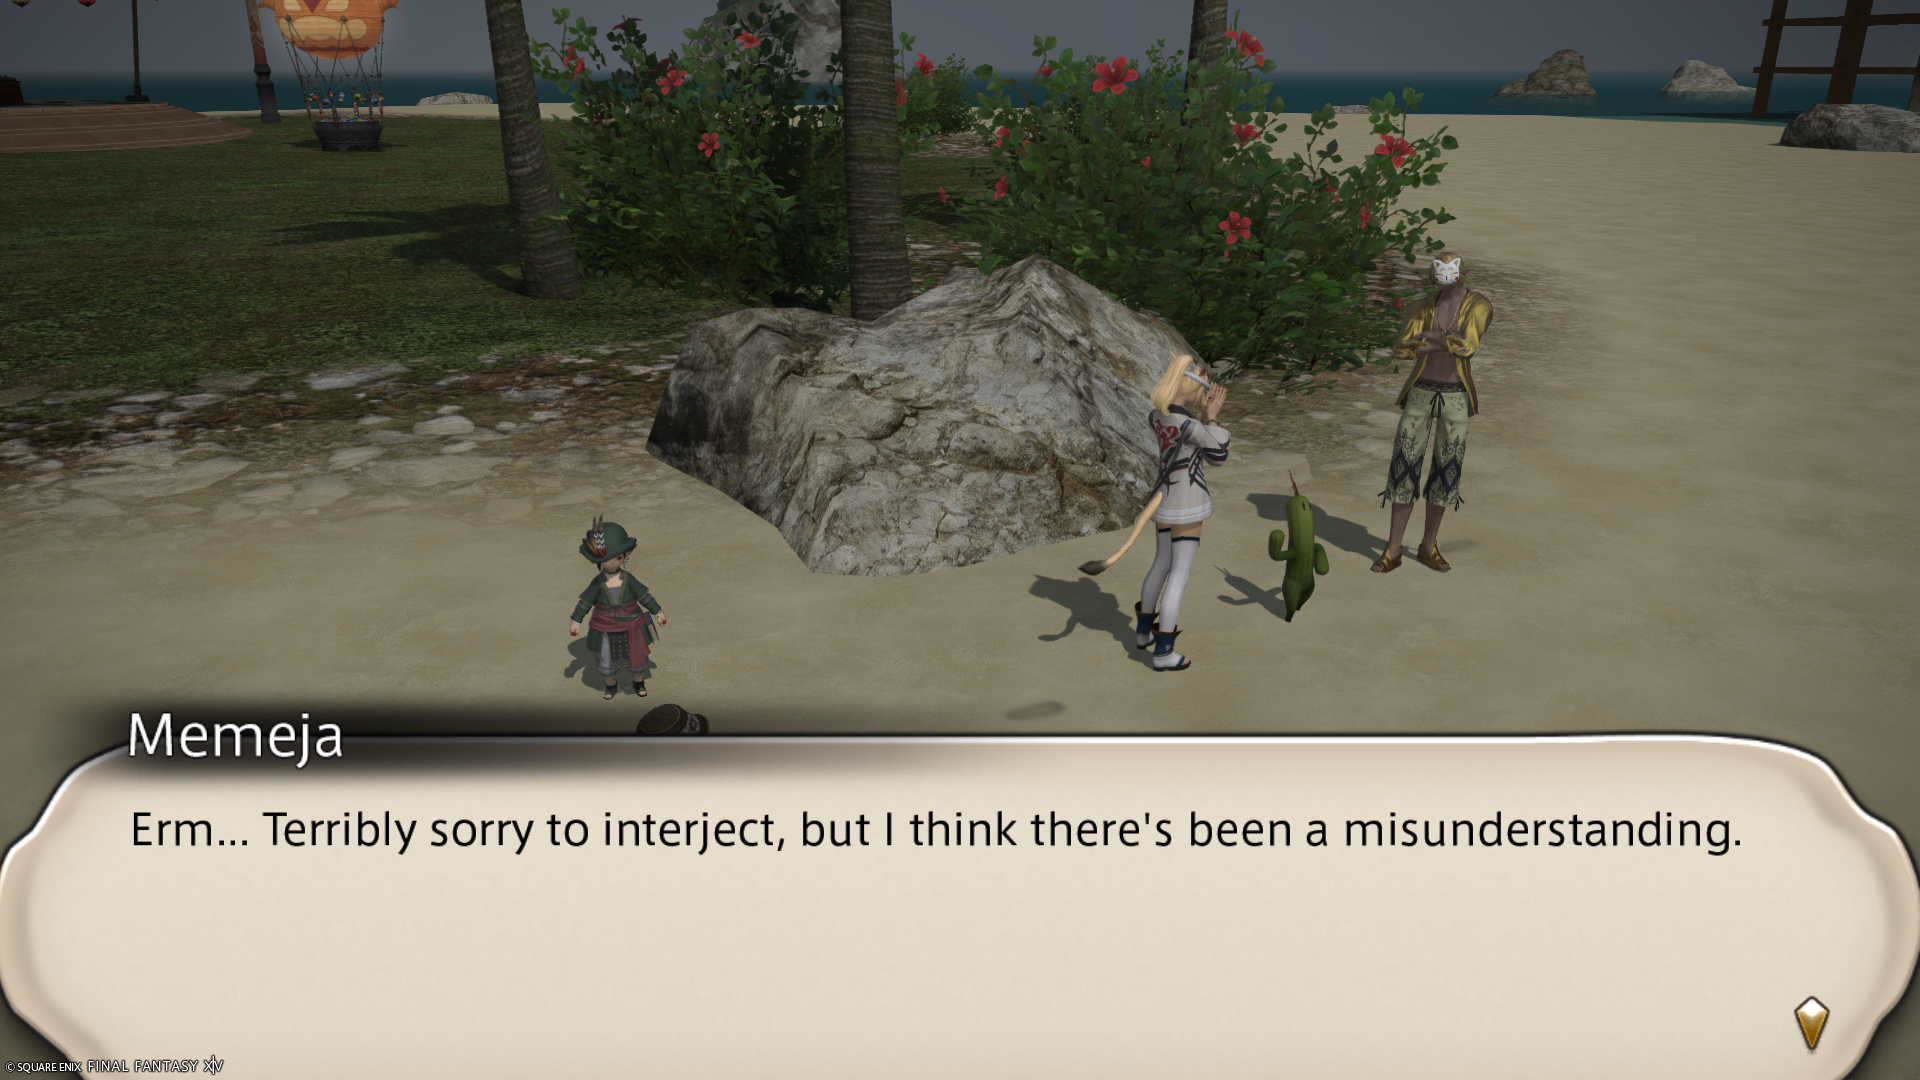 Memeja
Erm... Terribly sorry to interject, but I think there's been a misunderstanding.
© SQUARE ENIX FINAL FANTASY XIV